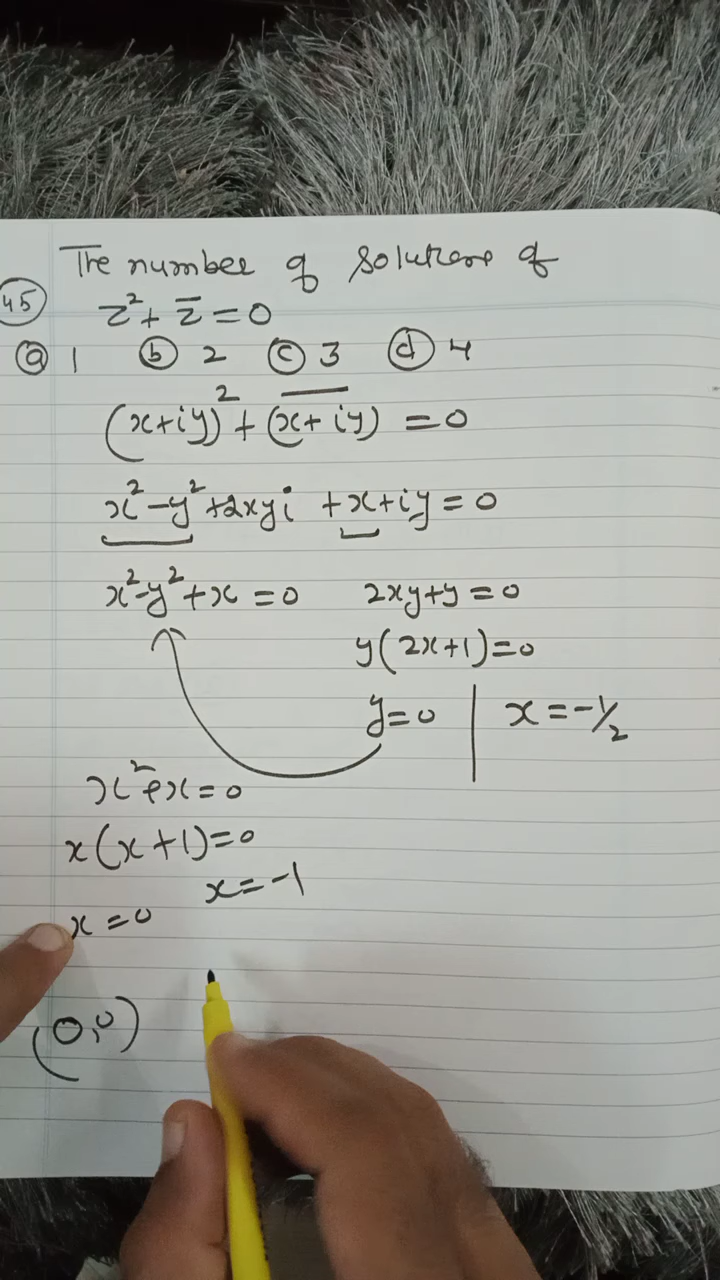 The number of solutions of
45
z² + z̅ = 0
(a) 1 (b) 2 (c) 3 (d) 4
(x+iy)² + (x̅+̅ ̅i̅y̅) = 0
x²-y²+2xyi +x+iy=0
x²-y²+x=0 2xy+y=0
y(2x+1)=0
y=0 | x=-1/2
x²+x=0
x(x+1)=0
x=-1
x=0
(0,0)